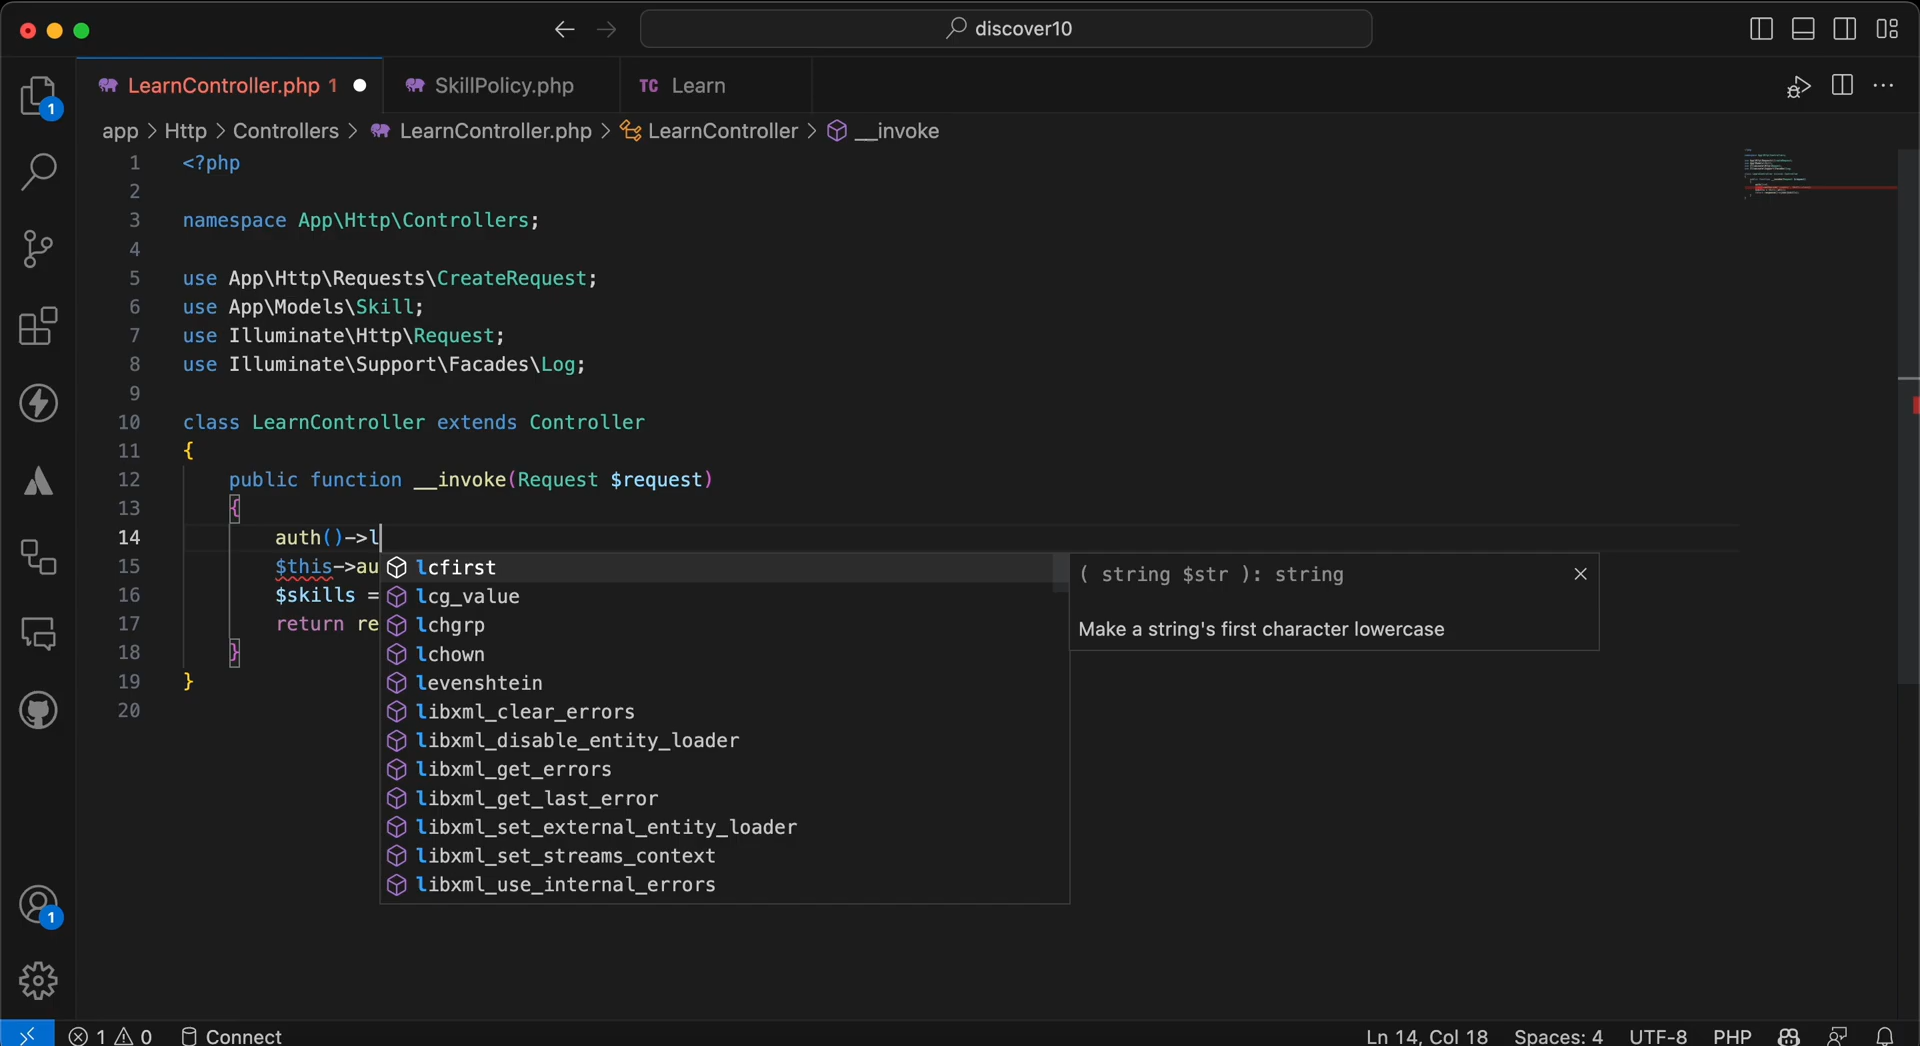 discover10
LearnController.php 1
SkillPolicy.php
TC Learn
app > Http > Controllers > LearnController.php > LearnController > __invoke
1 <?php
2
3 namespace App\Http\Controllers;
4
5 use App\Http\Requests\CreateRequest;
6 use App\Models\Skill;
7 use Illuminate\Http\Request;
8 use Illuminate\Support\Facades\Log;
9
10 class LearnController extends Controller
11 {
12 public function __invoke(Request $request)
13 {
14 auth()->l
15 $this->au
16 $skills =
17 return re
18 }
19 }
20
lcfirst
lcg_value
lchgrp
lchown
levenshtein
libxml_clear_errors
libxml_disable_entity_loader
libxml_get_errors
libxml_get_last_error
libxml_set_external_entity_loader
libxml_set_streams_context
libxml_use_internal_errors
( string $str ): string
Make a string's first character lowercase
1
1
1 0 Connect
Ln 14, Col 18 Spaces: 4 UTF-8 PHP